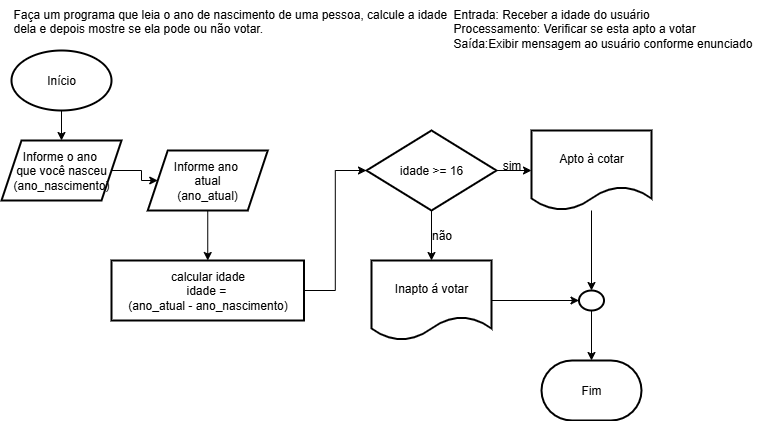 Faça um programa que leia o ano de nascimento de uma pessoa, calcule a idade
dela e depois mostre se ela pode ou não votar.
Entrada: Receber a idade do usuário
Processamento: Verificar se esta apto a votar
Saída:Exibir mensagem ao usuário conforme enunciado
Início
Informe o ano
que você nasceu
(ano_nascimento)
Informe ano
atual
(ano_atual)
calcular idade
idade =
(ano_atual - ano_nascimento)
idade >= 16
sim
Apto à cotar
não
Inapto á votar
Fim